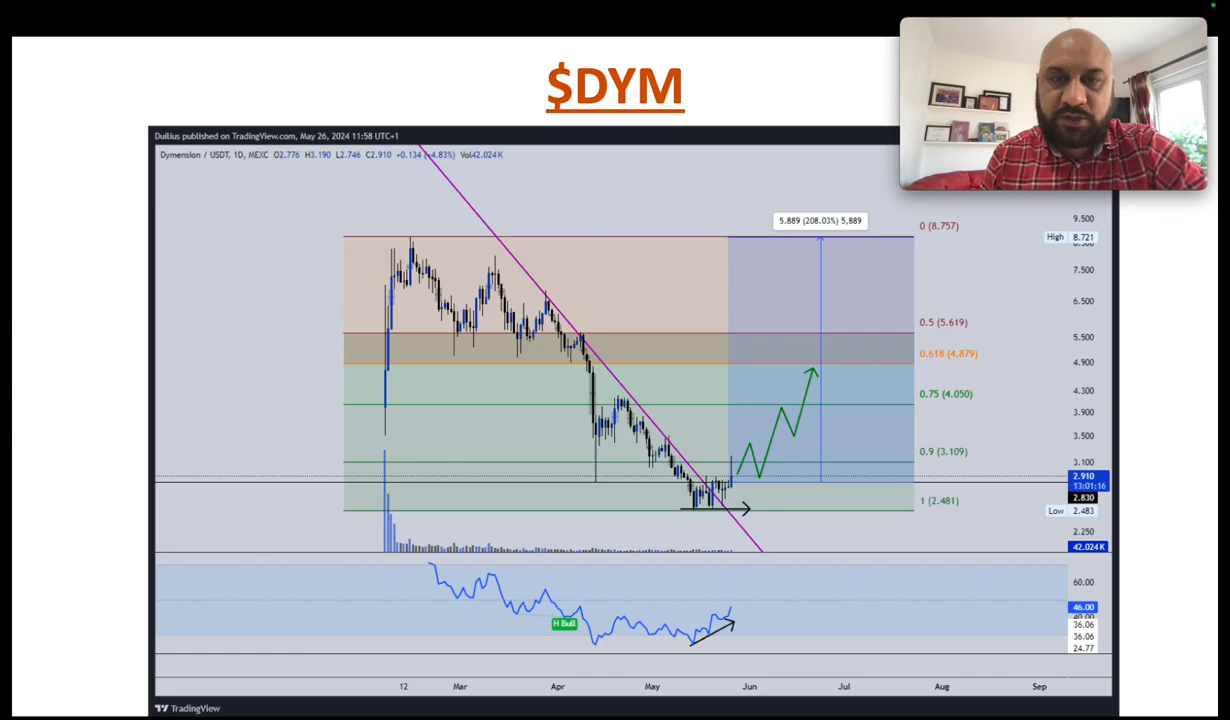 $DYM
Duilius published on TradingView.com, May 26, 2024 11:58 UTC+1
Dymension / USDT, 1D, MEXC O2.776 H3.190 L2.746 C2.910 +0.134 (+4.83%) Vol42.024K
5.889 (208.03%) 5,889
9.500
0 (8.757)
High 8.721
7.500
6.500
0.5 (5.619)
5.500
0.618 (4.879)
4.900
4.300
0.75 (4.050)
3.900
3.500
0.9 (3.109)
3.100
2.910
13:01:16
2.830
1 (2.481)
Low 2.483
2.250
42.024K
60.00
46.00
40.00
H Bull
36.06
36.06
24.77
12 Mar Apr May Jun Jul Aug Sep
TradingView